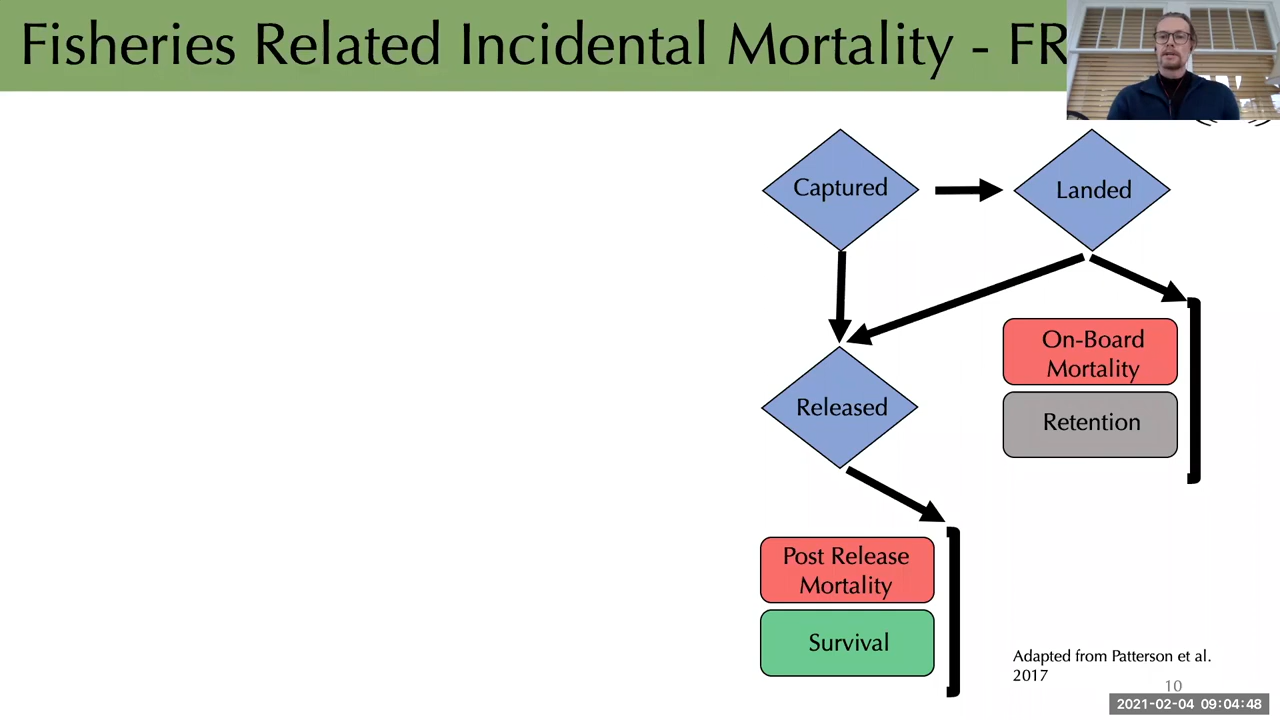 Fisheries Related Incidental Mortality - FR
Captured
Landed
On-Board
Mortality
Retention
Released
Post Release
Mortality
Survival
Adapted from Patterson et al.
2017
10
2021-02-04 09:04:48